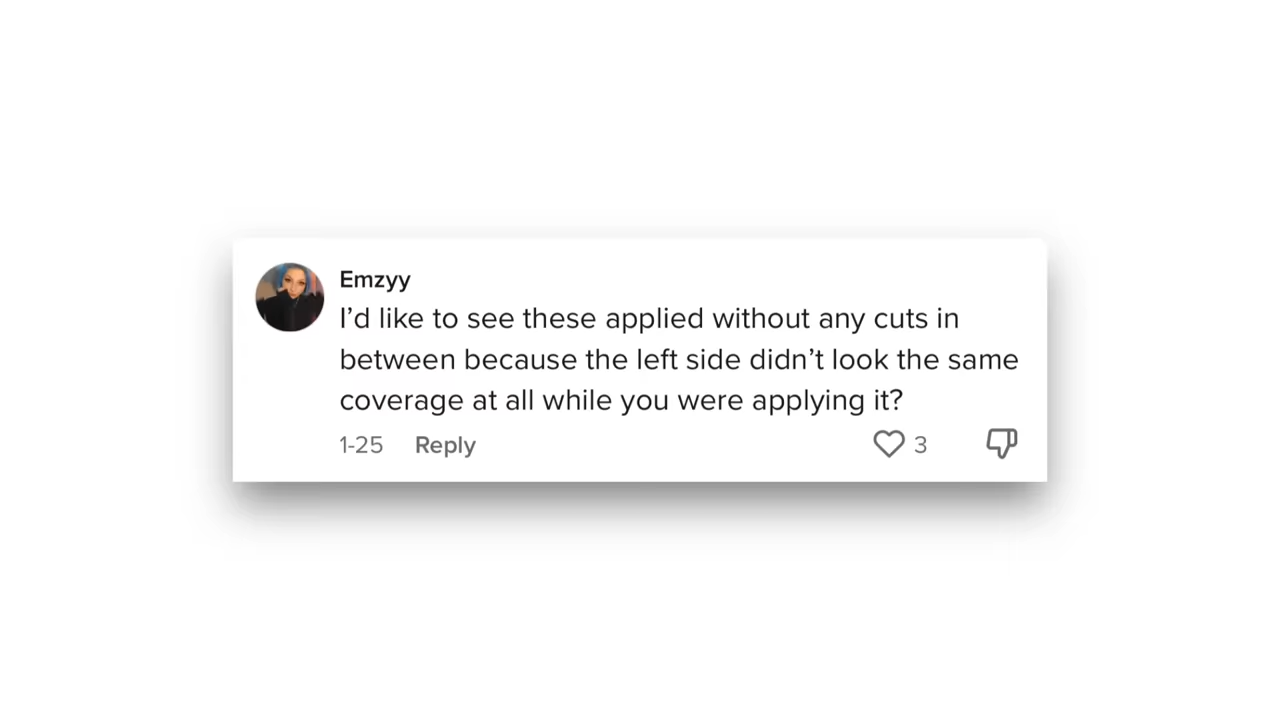 Emzyy
I’d like to see these applied without any cuts in
between because the left side didn’t look the same
coverage at all while you were applying it?
1-25 Reply 3